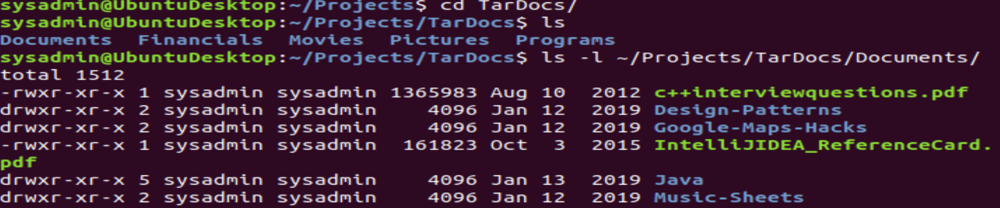 sysadmin@UbuntuDesktop:~/Projects$ cd TarDocs/
sysadmin@UbuntuDesktop:~/Projects/TarDocs$ ls
Documents  Financials  Movies  Pictures  Programs
sysadmin@UbuntuDesktop:~/Projects/TarDocs$ ls -l ~/Projects/TarDocs/Documents/
total 1512
-rwxr-xr-x 1 sysadmin sysadmin 1365983 Aug 10  2012 c++interviewquestions.pdf
drwxr-xr-x 2 sysadmin sysadmin    4096 Jan 12  2019 Design-Patterns
drwxr-xr-x 2 sysadmin sysadmin    4096 Jan 12  2019 Google-Maps-Hacks
-rwxr-xr-x 1 sysadmin sysadmin  161823 Oct  3  2015 IntelliJIDEA_ReferenceCard.
pdf
drwxr-xr-x 5 sysadmin sysadmin    4096 Jan 13  2019 Java
drwxr-xr-x 2 sysadmin sysadmin    4096 Jan 12  2019 Music-Sheets